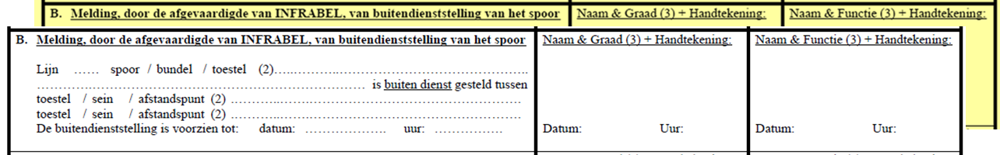 B. Melding, door de afgevaardigde van INFRABEL, van buitendienststelling van het spoor Naam & Graad (3) + Handtekening: Naam & Functie (3) + Handtekening:
B. Melding, door de afgevaardigde van INFRABEL, van buitendienststelling van het spoor Naam & Graad (3) + Handtekening: Naam & Functie (3) + Handtekening:
Lijn …… spoor / bundel / toestel (2)…..………..……………………………………….
………………………………………………………………… is buiten dienst gesteld tussen
toestel / sein / afstandspunt (2) ………...……..…………………………………………
toestel / sein / afstandspunt (2) ………...……..…………………………………………
De buitendienststelling is voorzien tot: datum: ………………. uur: ……………. Datum: Uur: Datum: Uur: